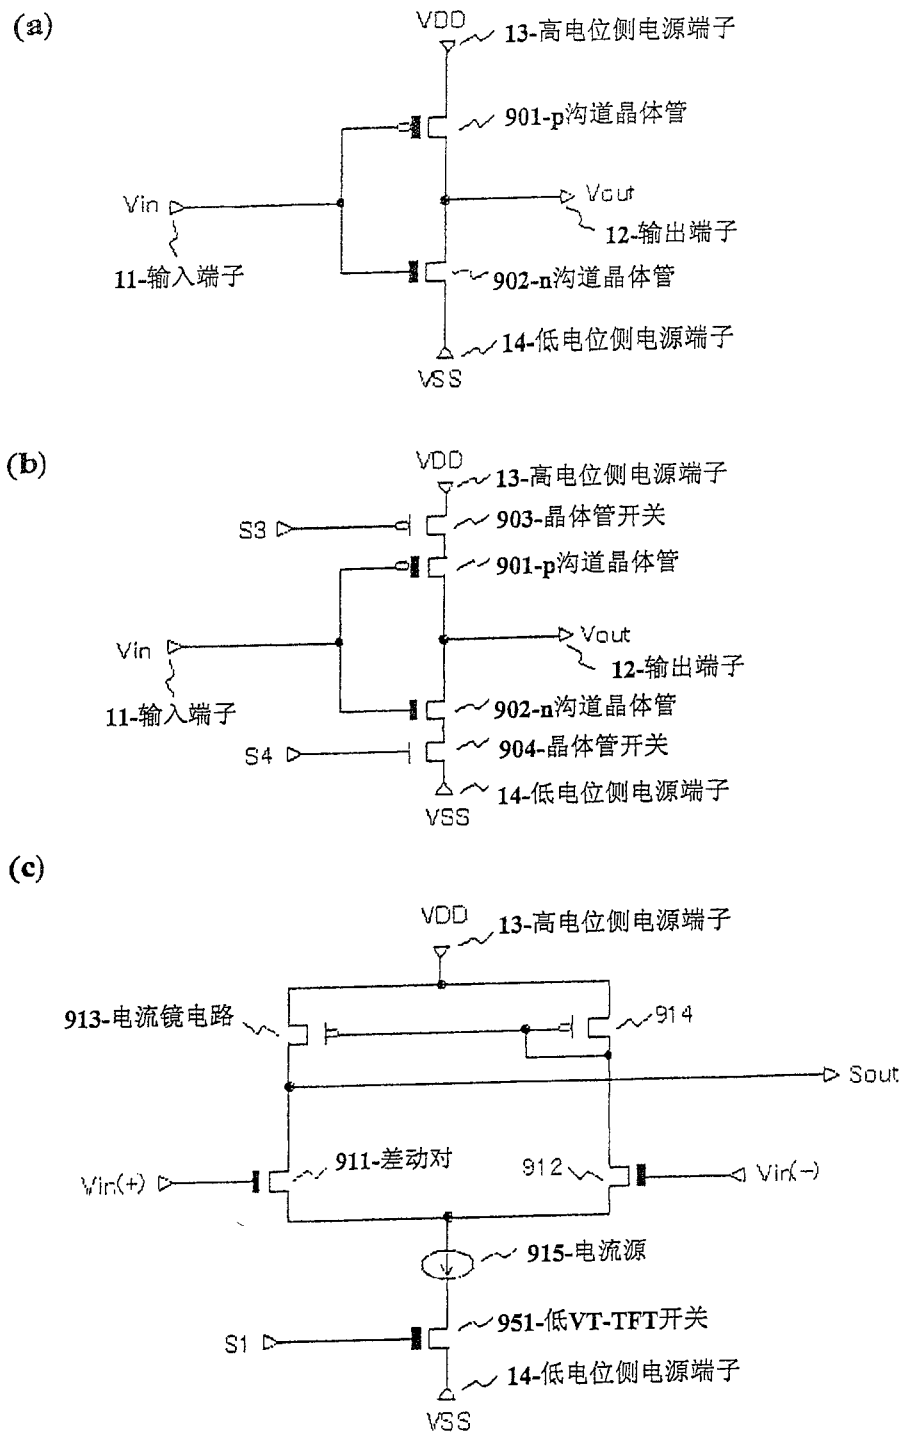 (a)
VDD
13-高电位侧电源端子
901-p沟道晶体管
Vin
Vout
12-输出端子
11-输入端子
902-n沟道晶体管
14-低电位侧电源端子
VSS
(b)
VDD
13-高电位侧电源端子
S3
903-晶体管开关
901-p沟道晶体管
Vin
Vout
12-输出端子
11-输入端子
902-n沟道晶体管
S4
904-晶体管开关
14-低电位侧电源端子
VSS
(c)
VDD
13-高电位侧电源端子
913-电流镜电路
914
Sout
911-差动对
912
Vin(+)
Vin(-)
915-电流源
951-低VT-TFT开关
S1
14-低电位侧电源端子
VSS